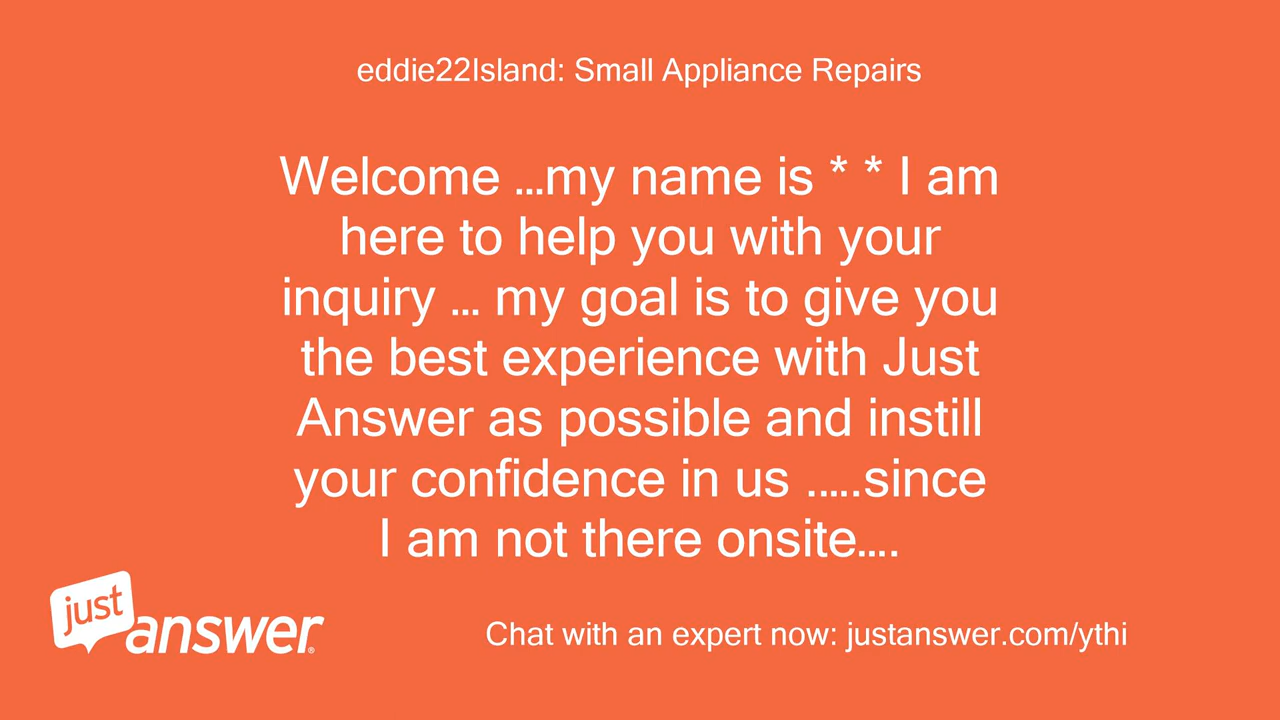 eddie22Island: Small Appliance Repairs
Welcome ...my name is * * I am
here to help you with your
inquiry ... my goal is to give you
the best experience with Just
Answer as possible and instill
your confidence in us .....since
I am not there onsite....
just
answer®
Chat with an expert now: justanswer.com/ythi